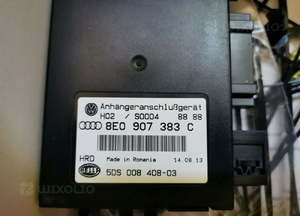 Anhängeranschlußgerät
H02 / S0004 88 88
8E0 907 383 C
HRD Made in Romania 14.09.13
5DS 008 408-03
WIXOLIO